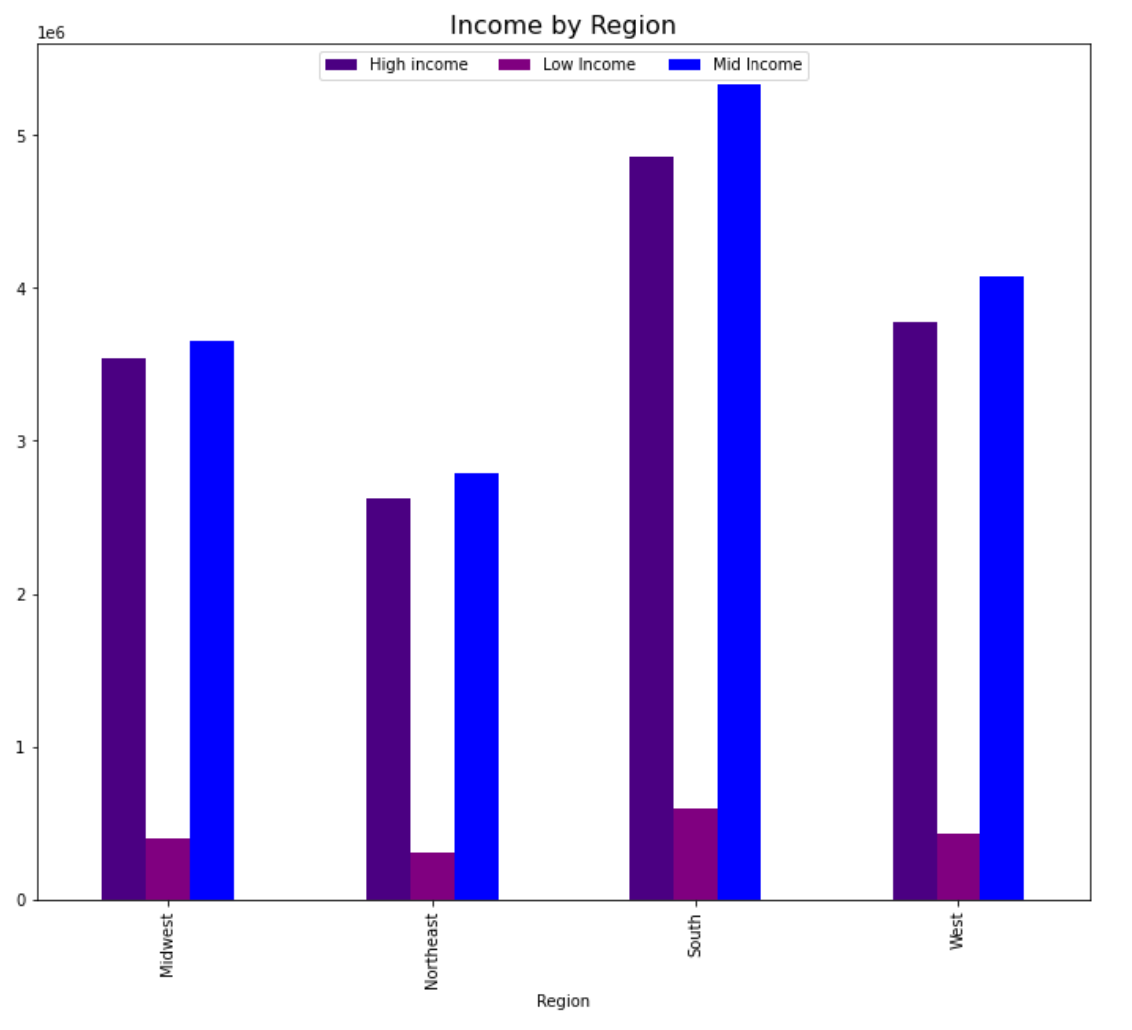 Income by Region
1e6
High income Low Income Mid Income
5
4
3
2
1
0
Midwest Northeast South West
Region